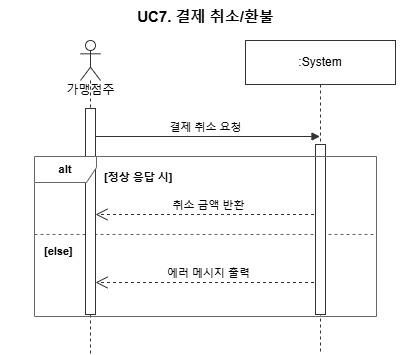 UC7. 결제 취소/환불
:System
가맹점주
결제 취소 요청
alt
[정상 응답 시]
취소 금액 반환
[else]
에러 메시지 출력